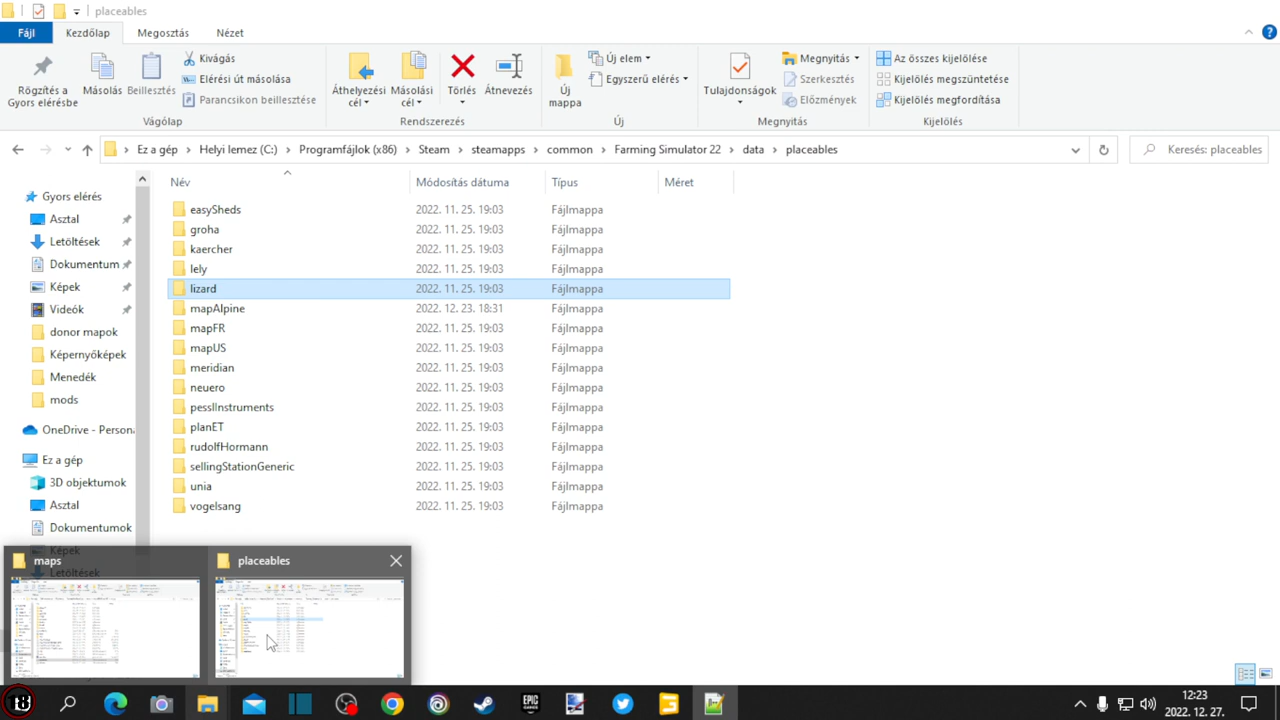 placeables
Fájl Kezdőlap Megosztás Nézet
Rögzítés a Gyors elérésbe
Másolás
Beillesztés
Kivágás
Elérési út másolása
Parancsikon beillesztése
Vágólap
Áthelyezési cél
Másolási cél
Törlés
Átnevezés
Rendszerezés
Új mappa
Új elem
Egyszerű elérés
Új
Tulajdonságok
Megnyitás
Szerkesztés
Előzmények
Megnyitás
Az összes kijelölése
Kijelölés megszüntetése
Kijelölés megfordítása
Kijelölés
Ez a gép Helyi lemez (C:) Programfájlok (x86) Steam steamapps common Farming Simulator 22 data placeables
Keresés: placeables
Gyors elérés
Asztal
Letöltések
Dokumentum
Képek
Videók
donor mapok
Képernyőképek
Menedék
mods
OneDrive - Persona
Ez a gép
3D objektumok
Asztal
Dokumentumok
Képek
Letöltések
Név Módosítás dátuma Típus Méret
easySheds 2022. 11. 25. 19:03 Fájlmappa
groha 2022. 11. 25. 19:03 Fájlmappa
kaercher 2022. 11. 25. 19:03 Fájlmappa
lely 2022. 11. 25. 19:03 Fájlmappa
lizard 2022. 11. 25. 19:03 Fájlmappa
mapAlpine 2022. 12. 23. 18:31 Fájlmappa
mapFR 2022. 11. 25. 19:03 Fájlmappa
mapUS 2022. 11. 25. 19:03 Fájlmappa
meridian 2022. 11. 25. 19:03 Fájlmappa
neuero 2022. 11. 25. 19:03 Fájlmappa
pesslInstruments 2022. 11. 25. 19:03 Fájlmappa
planET 2022. 11. 25. 19:03 Fájlmappa
rudolfHormann 2022. 11. 25. 19:03 Fájlmappa
sellingStationGeneric 2022. 11. 25. 19:03 Fájlmappa
unia 2022. 11. 25. 19:03 Fájlmappa
vogelsang 2022. 11. 25. 19:03 Fájlmappa
maps
placeables
EPIC GAMES
12:23
2022. 12. 27.